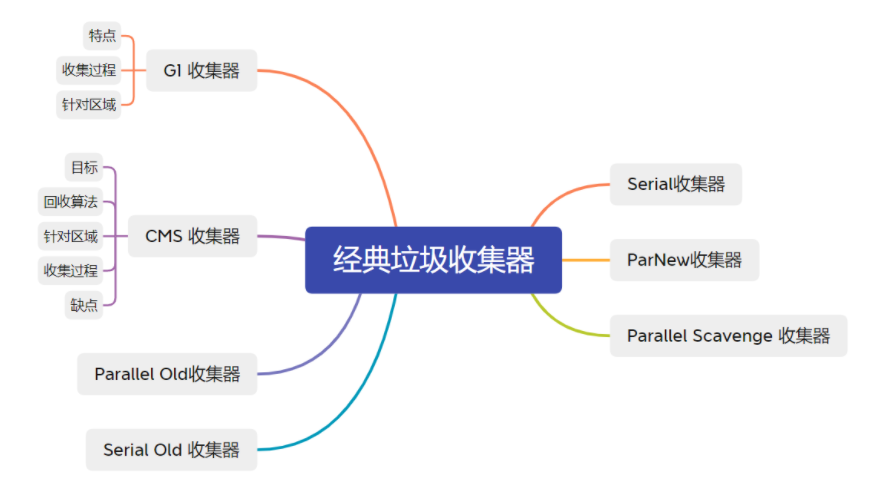 经典垃圾收集器
Serial收集器
ParNew收集器
Parallel Scavenge 收集器
Serial Old 收集器
Parallel Old收集器
CMS 收集器
目标
回收算法
针对区域
收集过程
缺点
G1 收集器
特点
收集过程
针对区域